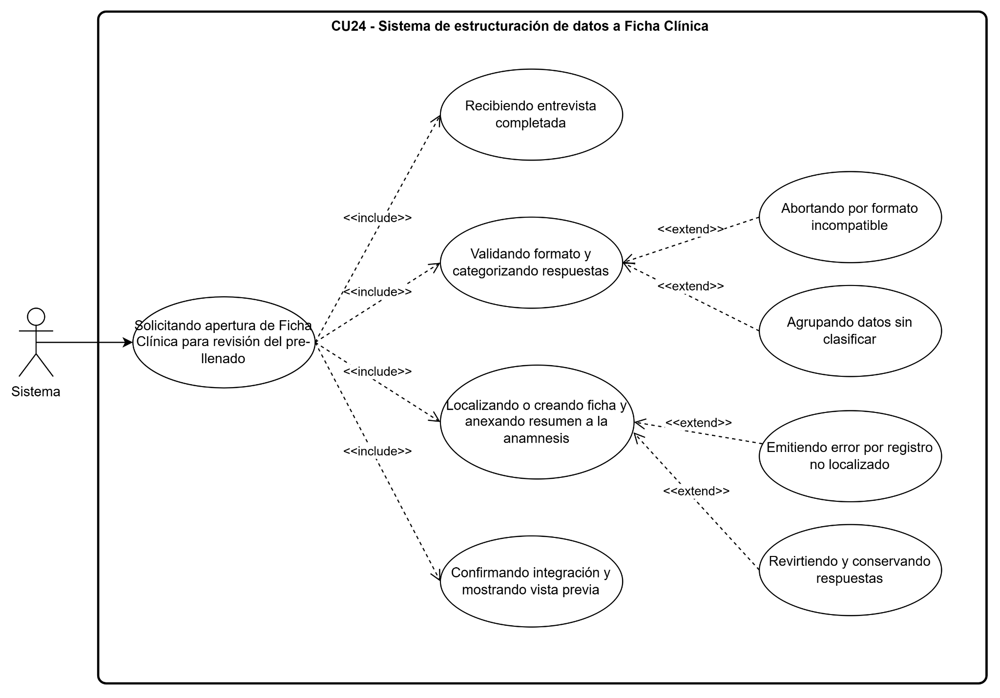 CU24 - Sistema de estructuración de datos a Ficha Clínica
Recibiendo entrevista
completada
<<include>>
Abortando por formato
incompatible
<<extend>>
Validando formato y
categorizando respuestas
<<include>>
<<extend>>
Agrupando datos sin
clasificar
Solicitando apertura de Ficha
Clínica para revisión del pre-
llenado
Sistema
<<include>>
Localizando o creando ficha y
anexando resumen a la
anamnesis
<<extend>>
Emitiendo error por registro
no localizado
<<include>>
<<extend>>
Confirmando integración y
mostrando vista previa
Revirtiendo y conservando
respuestas